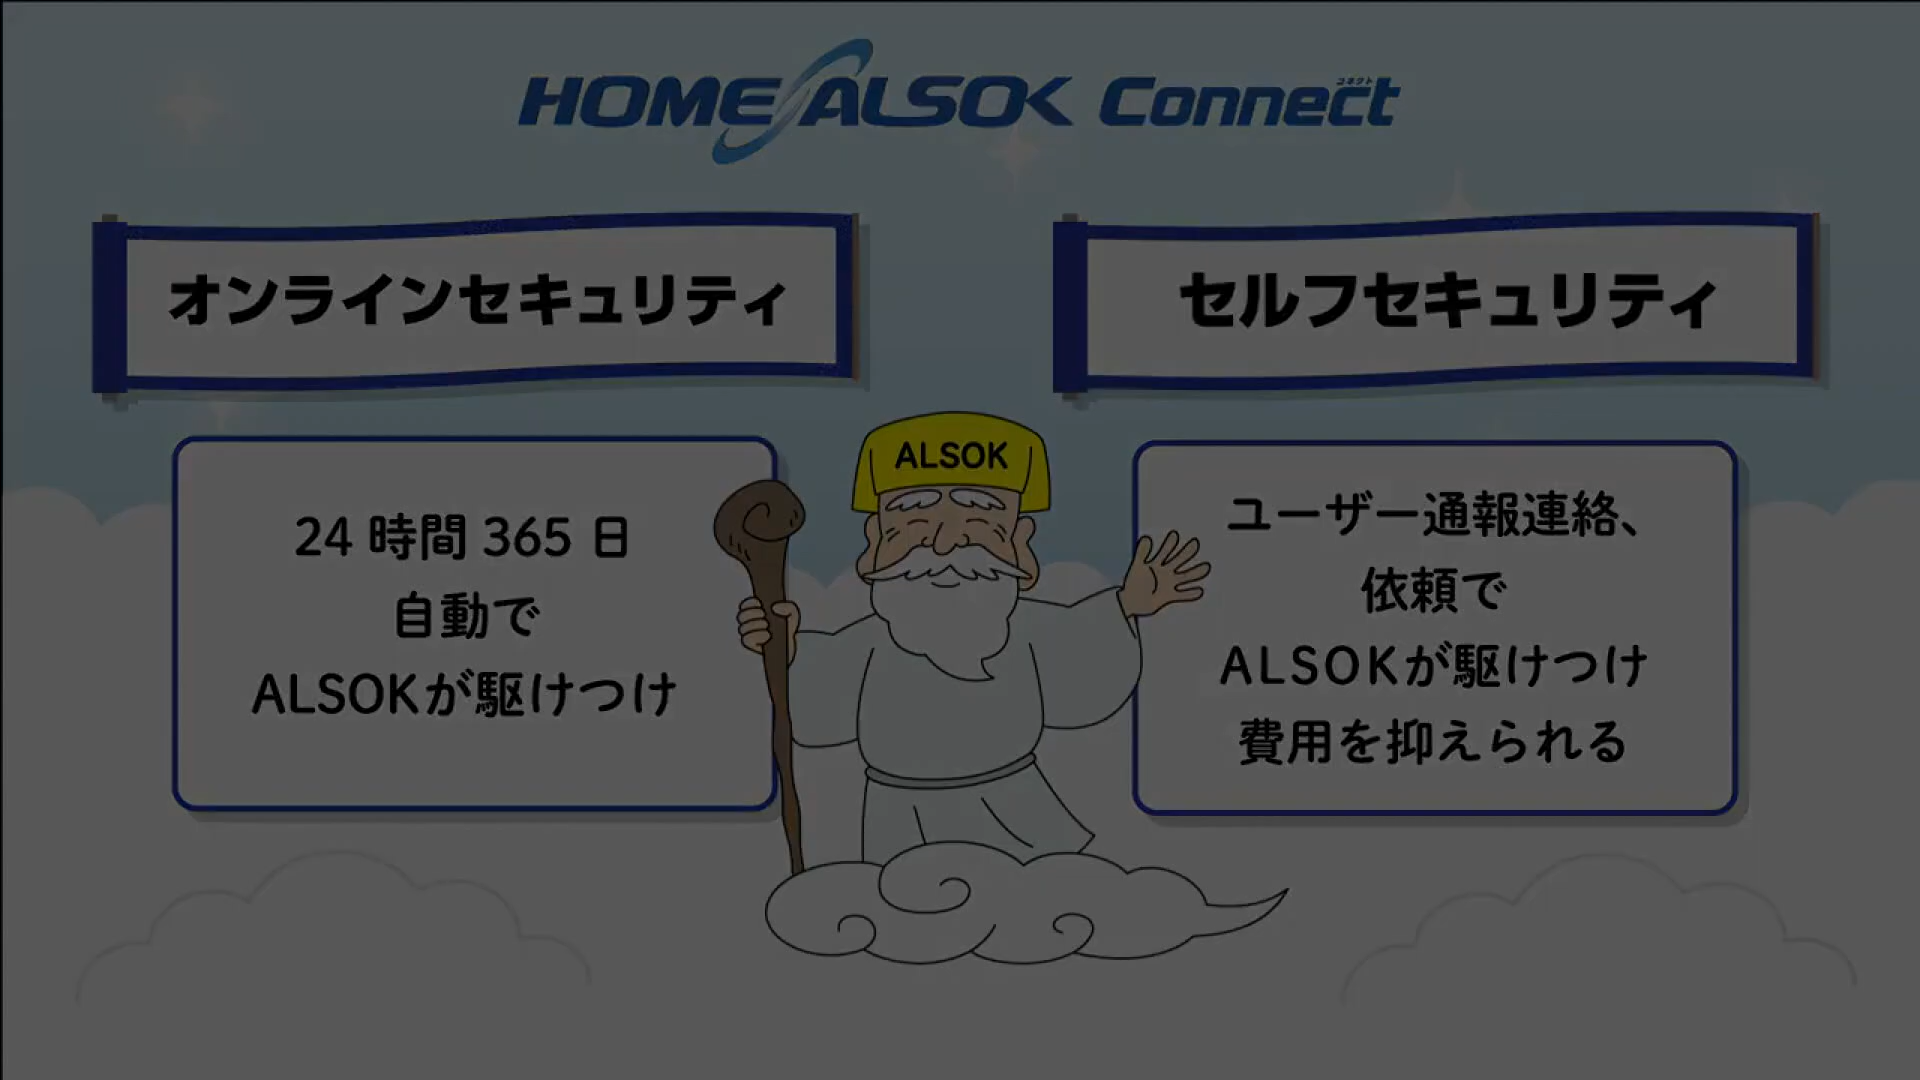 HOME ALSOK Connect
コネクト
オンラインセキュリティ
セルフセキュリティ
24時間365日
自動で
ALSOKが駆けつけ
ALSOK
ユーザー通報連絡、
依頼で
ALSOKが駆けつけ
費用を抑えられる